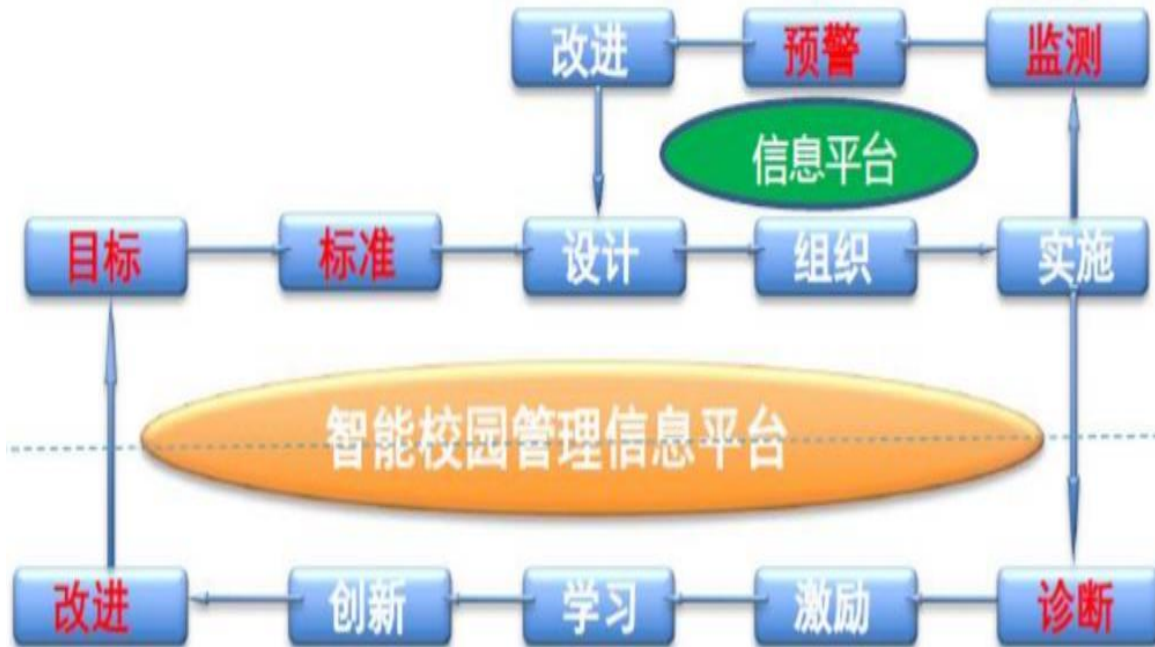 改进 预警 监测
信息平台
目标 标准 设计 组织 实施
智能校园管理信息平台
改进 创新 学习 激励 诊断